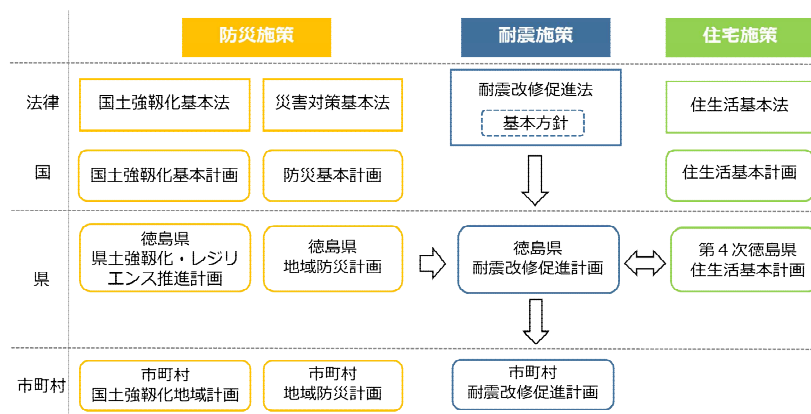 防災施策
耐震施策
住宅施策
法律
国土強靱化基本法
災害対策基本法
耐震改修促進法
基本方針
住生活基本法
国
国土強靱化基本計画
防災基本計画
住生活基本計画
県
徳島県
県土強靱化・レジリ
エンス推進計画
徳島県
地域防災計画
徳島県
耐震改修促進計画
第４次徳島県
住生活基本計画
市町村
市町村
国土強靱化地域計画
市町村
地域防災計画
市町村
耐震改修促進計画